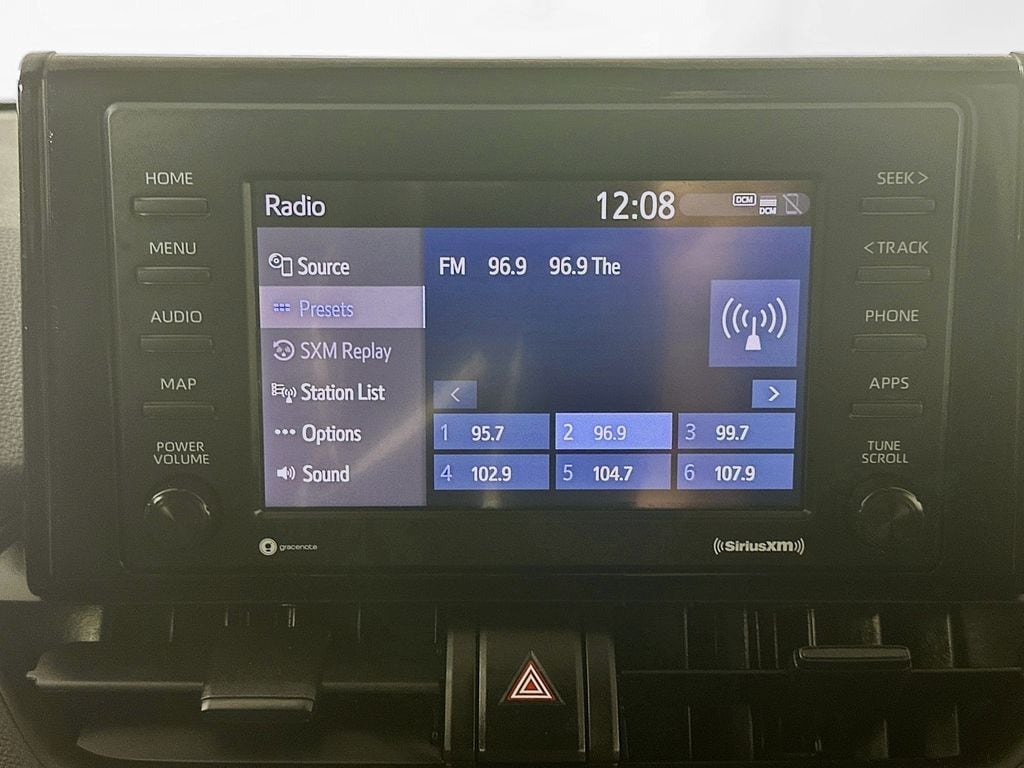 HOME
MENU
AUDIO
MAP
POWER
VOLUME
Radio
12:08
DCM
DCM
Source
Presets
SXM Replay
Station List
Options
Sound
FM 96.9 96.9 The
< >
1 95.7
2 96.9
3 99.7
4 102.9
5 104.7
6 107.9
SEEK >
< TRACK
PHONE
APPS
TUNE
SCROLL
gracenote
((SiriusXM))